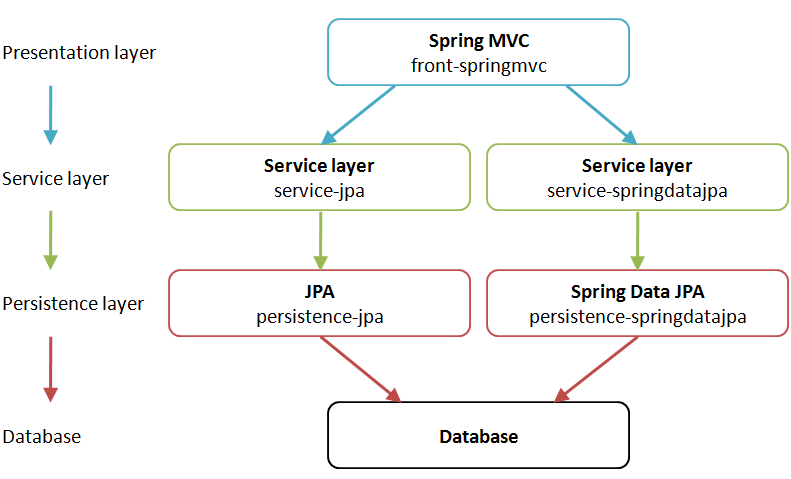 Presentation layer
Spring MVC
front-springmvc
Service layer
Service layer
service-jpa
Service layer
service-springdatajpa
Persistence layer
JPA
persistence-jpa
Spring Data JPA
persistence-springdatajpa
Database
Database